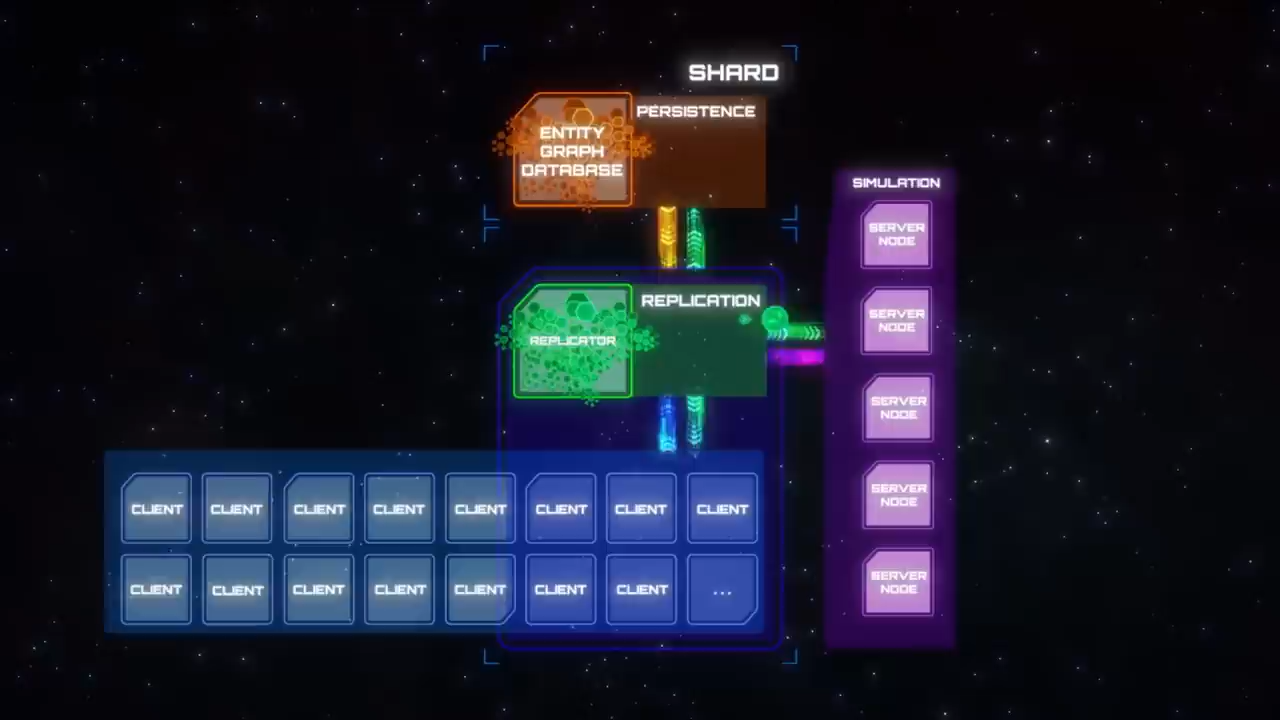 SHARD
PERSISTENCE
ENTITY
GRAPH
DATABASE
SIMULATION
SERVER
NODE
REPLICATION
REPLICATOR
SERVER
NODE
SERVER
NODE
SERVER
NODE
SERVER
NODE
CLIENT CLIENT CLIENT CLIENT CLIENT CLIENT CLIENT CLIENT
CLIENT CLIENT CLIENT CLIENT CLIENT CLIENT CLIENT ...